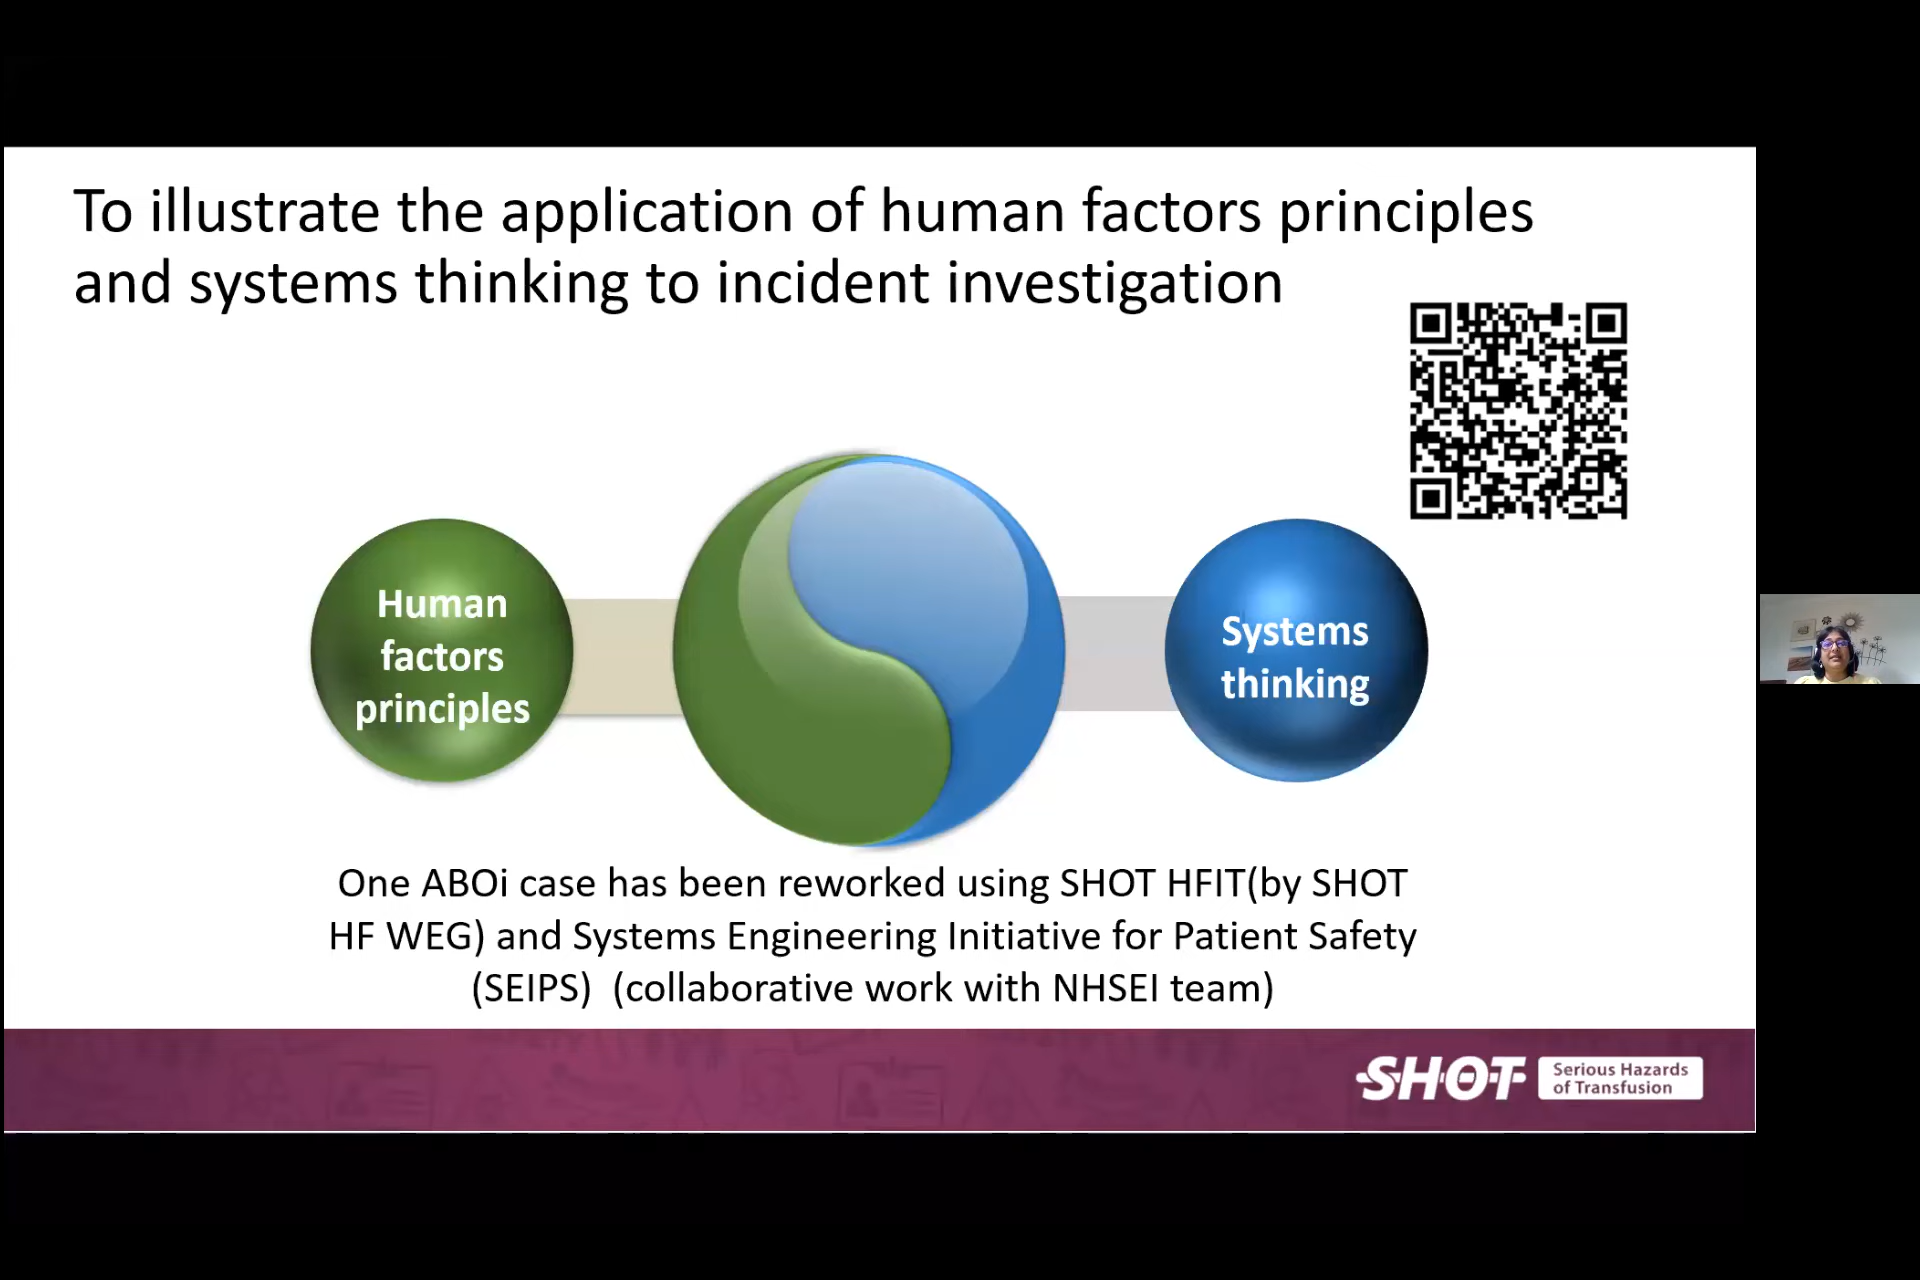 To illustrate the application of human factors principles
and systems thinking to incident investigation
Human
factors
principles
Systems
thinking
One ABOi case has been reworked using SHOT HFIT(by SHOT
HF WEG) and Systems Engineering Initiative for Patient Safety
(SEIPS)  (collaborative work with NHSEI team)
SHOT
Serious Hazards
of Transfusion